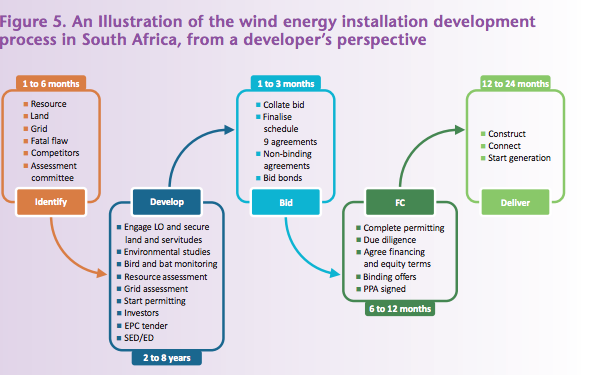 Figure 5. An Illustration of the wind energy installation development
process in South Africa, from a developer's perspective
1 to 6 months
Resource
Land
Grid
Fatal flaw
Competitors
Assessment
committee
Identify
Develop
Engage LO and secure
land and servitudes
Environmental studies
Bird and bat monitoring
Resource assessment
Grid assessment
Start permitting
Investors
EPC tender
SED/ED
2 to 8 years
1 to 3 months
Collate bid
Finalise
schedule
9 agreements
Non-binding
agreements
Bid bonds
Bid
FC
Complete permitting
Due diligence
Agree financing
and equity terms
Binding offers
PPA signed
6 to 12 months
12 to 24 months
Construct
Connect
Start generation
Deliver